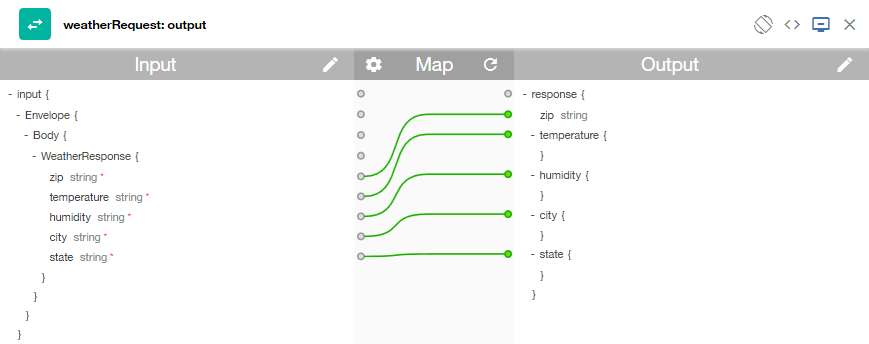 weatherRequest: output
Input
Map
Output
- input {
- Envelope {
- Body {
- WeatherResponse {
zip string *
temperature string *
humidity string *
city string *
state string *
}
}
}
}
- response {
zip string
- temperature {
}
- humidity {
}
- city {
}
- state {
}
}